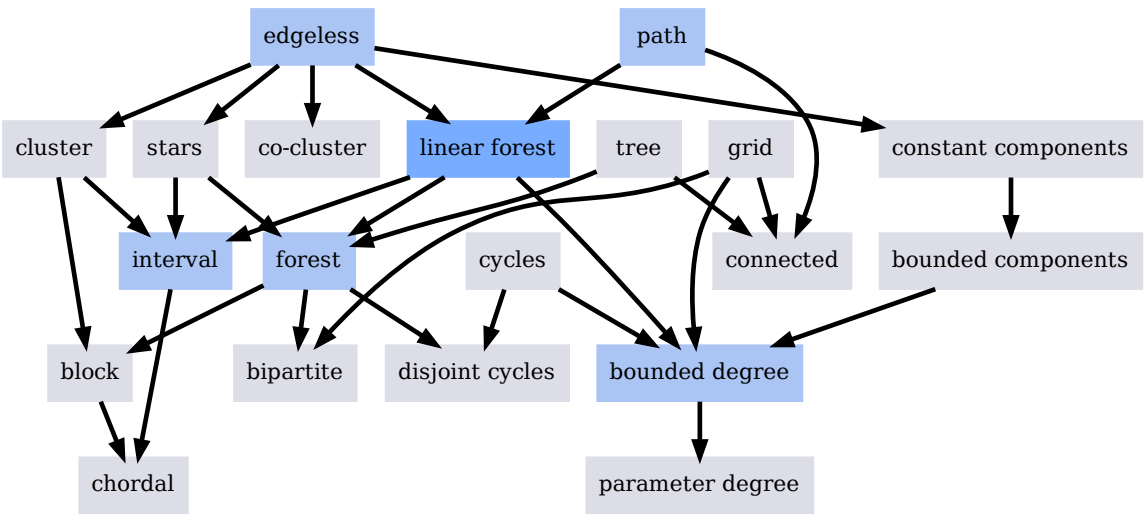 edgeless
path
cluster
stars
co-cluster
linear forest
tree
grid
constant components
interval
forest
cycles
connected
bounded components
block
bipartite
disjoint cycles
bounded degree
chordal
parameter degree